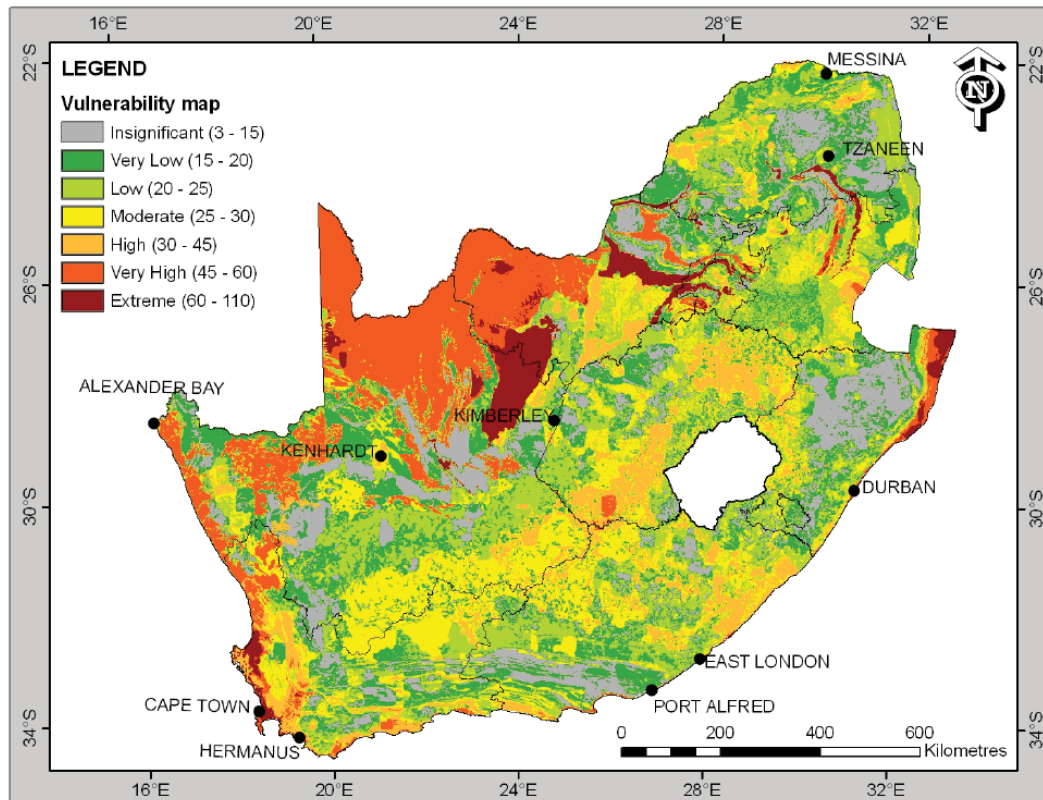 16°E 20°E 24°E 28°E 32°E
22°S
22°S
LEGEND
Vulnerability map
Insignificant (3 - 15)
Very Low (15 - 20)
Low (20 - 25)
Moderate (25 - 30)
High (30 - 45)
Very High (45 - 60)
Extreme (60 - 110)
N
MESSINA
TZANEEN
26°S
26°S
ALEXANDER BAY
KIMBERLEY
KENHARDT
DURBAN
30°S
30°S
EAST LONDON
PORT ALFRED
CAPE TOWN
HERMANUS
34°S
34°S
0 200 400 600
Kilometres
16°E 20°E 24°E 28°E 32°E